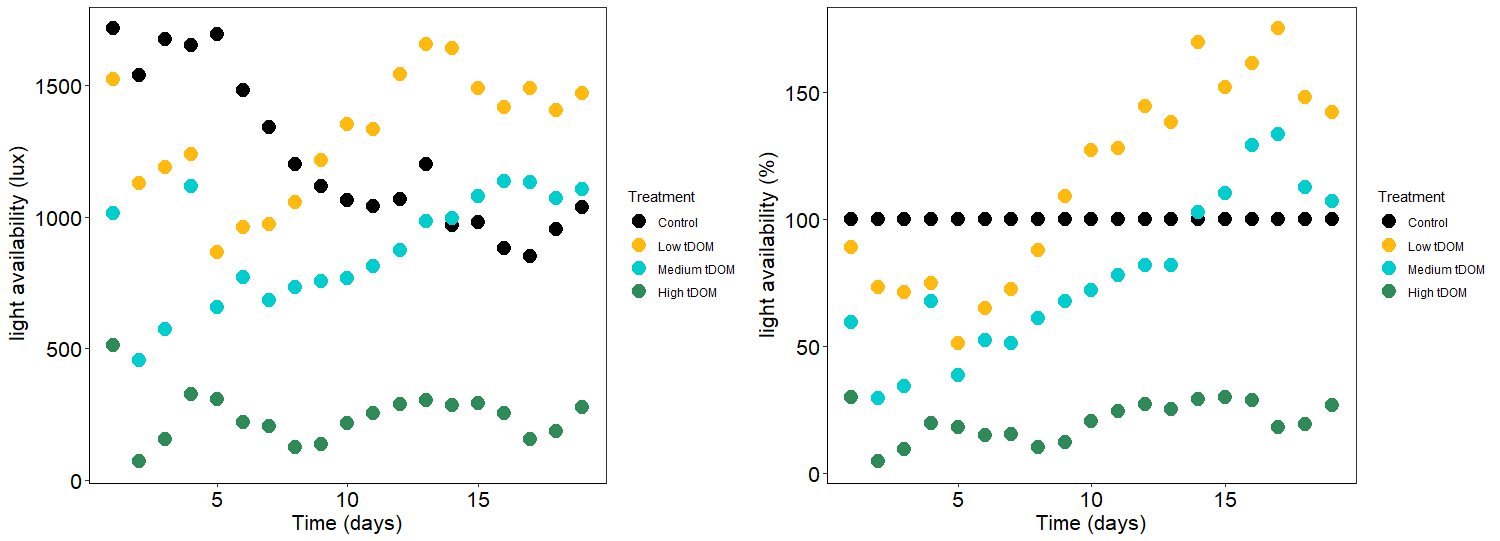 light availability (lux)
1500
1000
500
0
5
10
15
Time (days)
Treatment
Control
Low tDOM
Medium tDOM
High tDOM
light availability (%)
150
100
50
0
5
10
15
Time (days)
Treatment
Control
Low tDOM
Medium tDOM
High tDOM